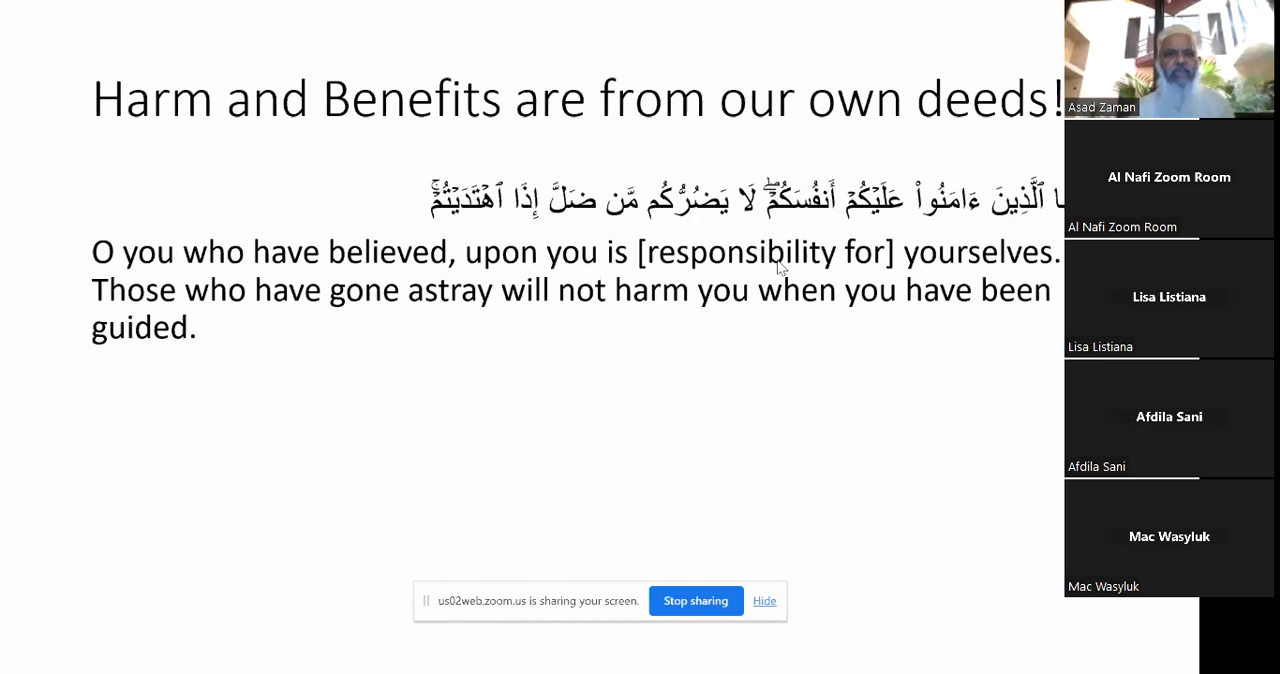 Harm and Benefits are from our own deeds!
ٱلَّذِينَ ءَامَنُوا۟ عَلَيْكُمْ أَنفُسَكُمْ ۖ لَا يَضُرُّكُم مَّن ضَلَّ إِذَا ٱهْتَدَيْتُمْ ۚ
O you who have believed, upon you is [responsibility for] yourselves.
Those who have gone astray will not harm you when you have been
guided.
us02web.zoom.us is sharing your screen.
Stop sharing
Hide
Asad Zaman
Al Nafi Zoom Room
Al Nafi Zoom Room
Lisa Listiana
Lisa Listiana
Afdila Sani
Afdila Sani
Mac Wasyluk
Mac Wasyluk